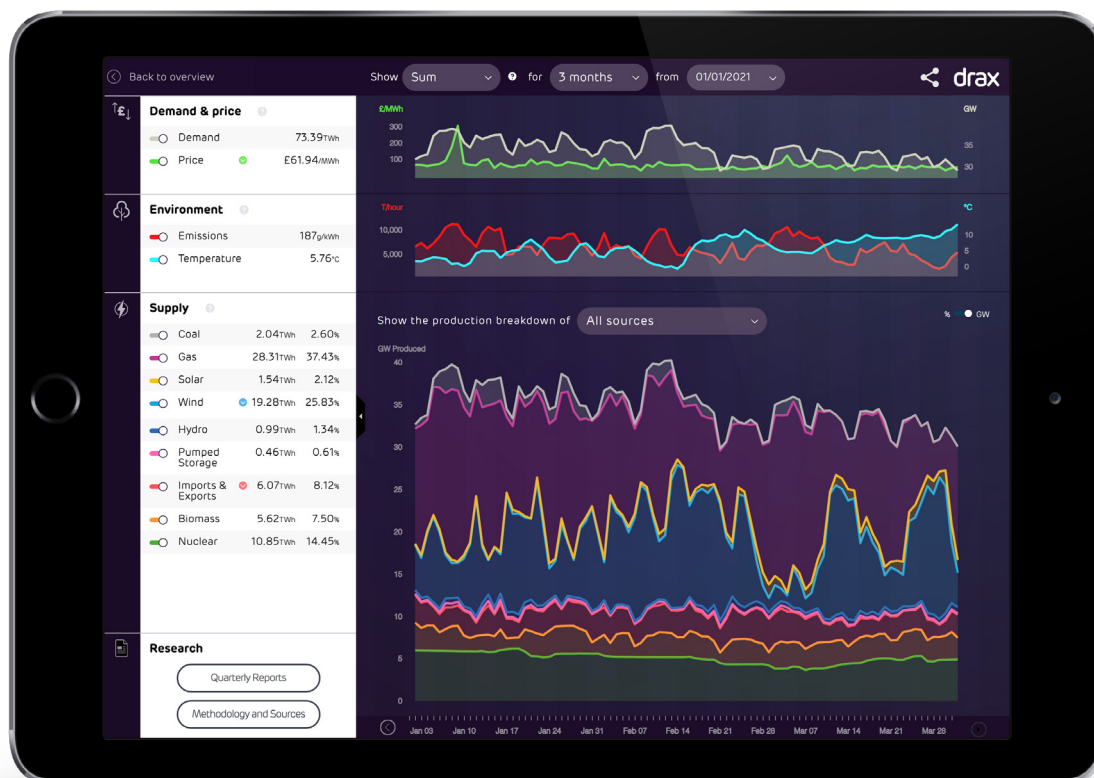 Back to overview
Show Sum ? for 3 months from 01/01/2021
drax
↑£↓ Demand & price ?
Demand 73.39TWh
Price £61.94/MWh
£/MWh
300
200
100
GW
35
30
Environment ?
Emissions 187g/kWh
Temperature 5.76°C
T/hour
10,000
5,000
°C
10
5
0
Supply ?
Coal 2.04TWh 2.60%
Gas 28.31TWh 37.43%
Solar 1.54TWh 2.12%
Wind 19.28TWh 25.83%
Hydro 0.99TWh 1.34%
Pumped
Storage 0.46TWh 0.61%
Imports &
Exports 6.07TWh 8.12%
Biomass 5.62TWh 7.50%
Nuclear 10.85TWh 14.45%
Show the production breakdown of All sources
% GW
GW Produced
40
35
30
25
20
15
10
5
0
Jan 03 Jan 10 Jan 17 Jan 24 Jan 31 Feb 07 Feb 14 Feb 21 Feb 28 Mar 07 Mar 14 Mar 21 Mar 28
Research
Quarterly Reports
Methodology and Sources